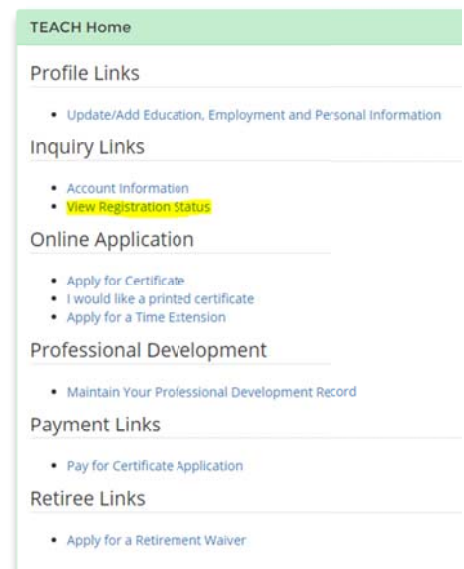 TEACH Home
Profile Links
Update/Add Education, Employment and Personal Information
Inquiry Links
Account Information
View Registration Status
Online Application
Apply for Certificate
I would like a printed certificate
Apply for a Time Extension
Professional Development
Maintain Your Professional Development Record
Payment Links
Pay for Certificate Application
Retiree Links
Apply for a Retirement Waiver